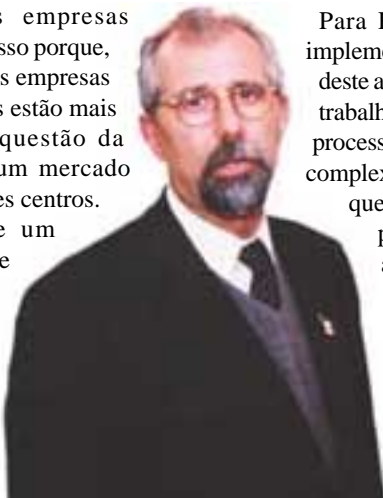 empresas
sso porque,
s empresas
s estão mais
questão da
um mercado
es centros.
e um
e
Para
impleme
deste a
trabalh
process
complex
que
p
a